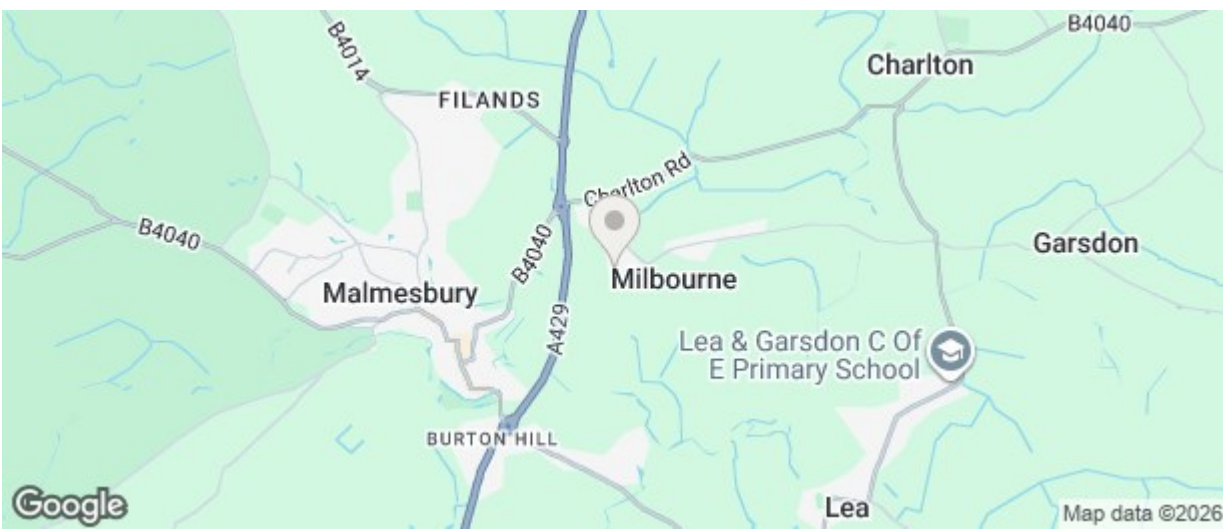 B4040
B4014
Charlton
FILANDS
Charlton Rd
B4040
B4040
Garsdon
Milbourne
Malmesbury
A429
Lea & Garsdon C Of
E Primary School
BURTON HILL
Lea
Google
Map data ©2026